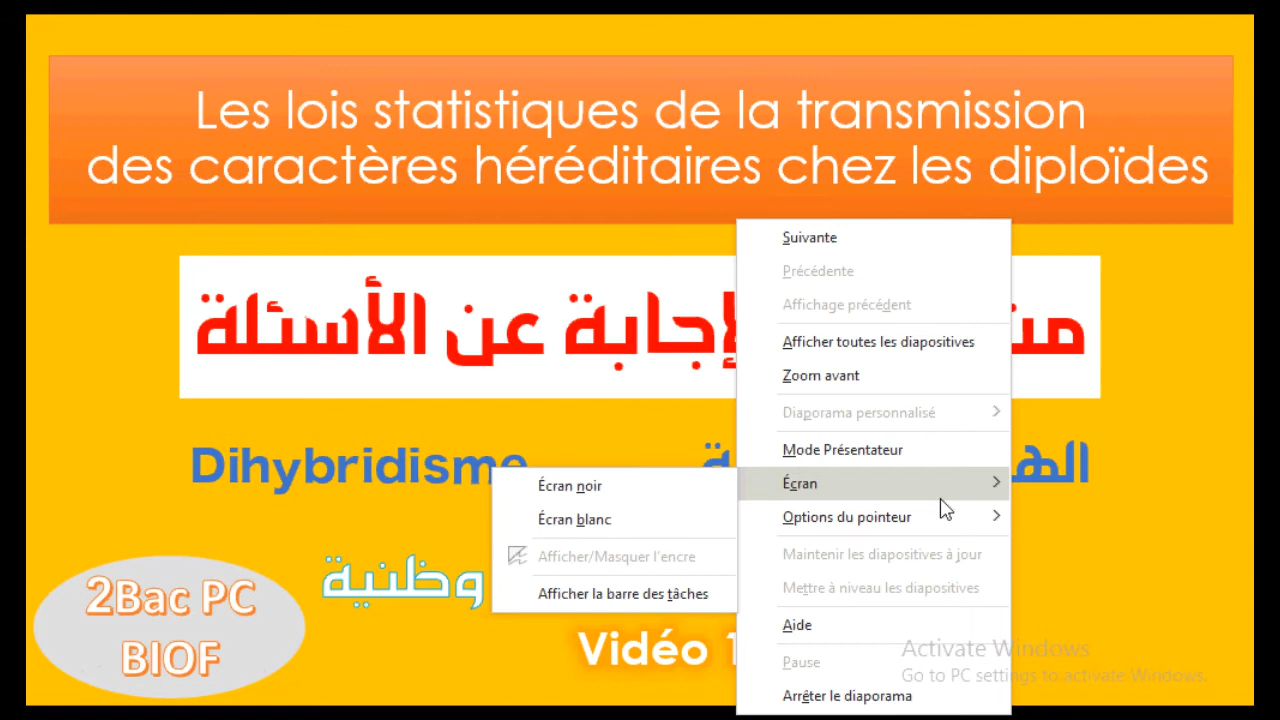 Les lois statistiques de la transmission
des caractères héréditaires chez les diploïdes
لإجابة عن الأسئلة
Dihybridisme
وطنية
2Bac PC
BIOF
Vidéo 1
Suivante
Précédente
Affichage précédent
Afficher toutes les diapositives
Zoom avant
Diaporama personnalisé
Mode Présentateur
Écran
Options du pointeur
Maintenir les diapositives à jour
Mettre à niveau les diapositives
Aide
Pause
Arrêter le diaporama
Écran noir
Écran blanc
Afficher/Masquer l'encre
Afficher la barre des tâches
Activate Windows
Go to PC settings to activate Windows.